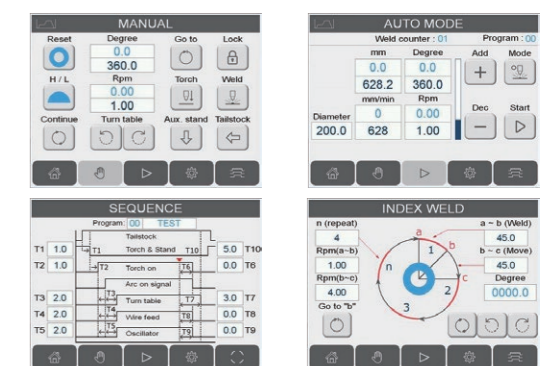 MANUAL
Reset Degree Go to Lock
0.0
360.0
H / L Rpm Torch Weld
0.00
1.00
Continue Turn table Aux. stand Tailstock
AUTO MODE
Weld counter : 01 Program : 00
mm Degree Add Mode
0.0 0.0
628.2 360.0
mm/min Rpm Dec Start
Diameter 0 0.00
200.0 628 1.00
SEQUENCE
Program: 00 TEST
Tailstock
T1 1.0 T1 Torch & Stand T10 5.0 T10
T2 1.0 T2 Torch on T6 0.0 T6
Arc on signal
T3 2.0 T3 Turn table T7 3.0 T7
T4 2.0 T4 Wire feed T8 0.0 T8
T5 2.0 T5 Oscillator T9 0.0 T9
INDEX WELD
n (repeat) a a ~ b (Weld)
4 1 b 45.0
Rpm(a~b) b ~ c (Move)
1.00 n c 45.0
Rpm(b~c) 2 Degree
4.00 3 0000.0
Go to "b"